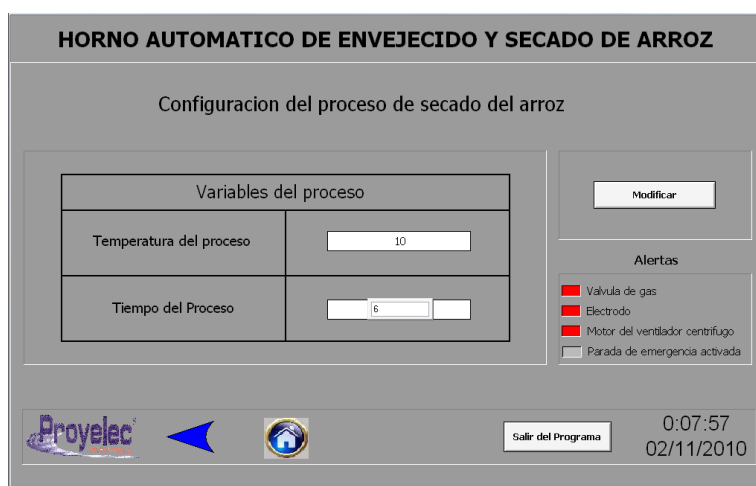 HORNO AUTOMATICO DE ENVEJECIDO Y SECADO DE ARROZ
Configuracion del proceso de secado del arroz
Variables del proceso
Temperatura del proceso
10
Tiempo del Proceso
6
Modificar
Alertas
Valvula de gas
Electrodo
Motor del ventilador centrifugo
Parada de emergencia activada
Proyelec
Salir del Programa
0:07:57
02/11/2010